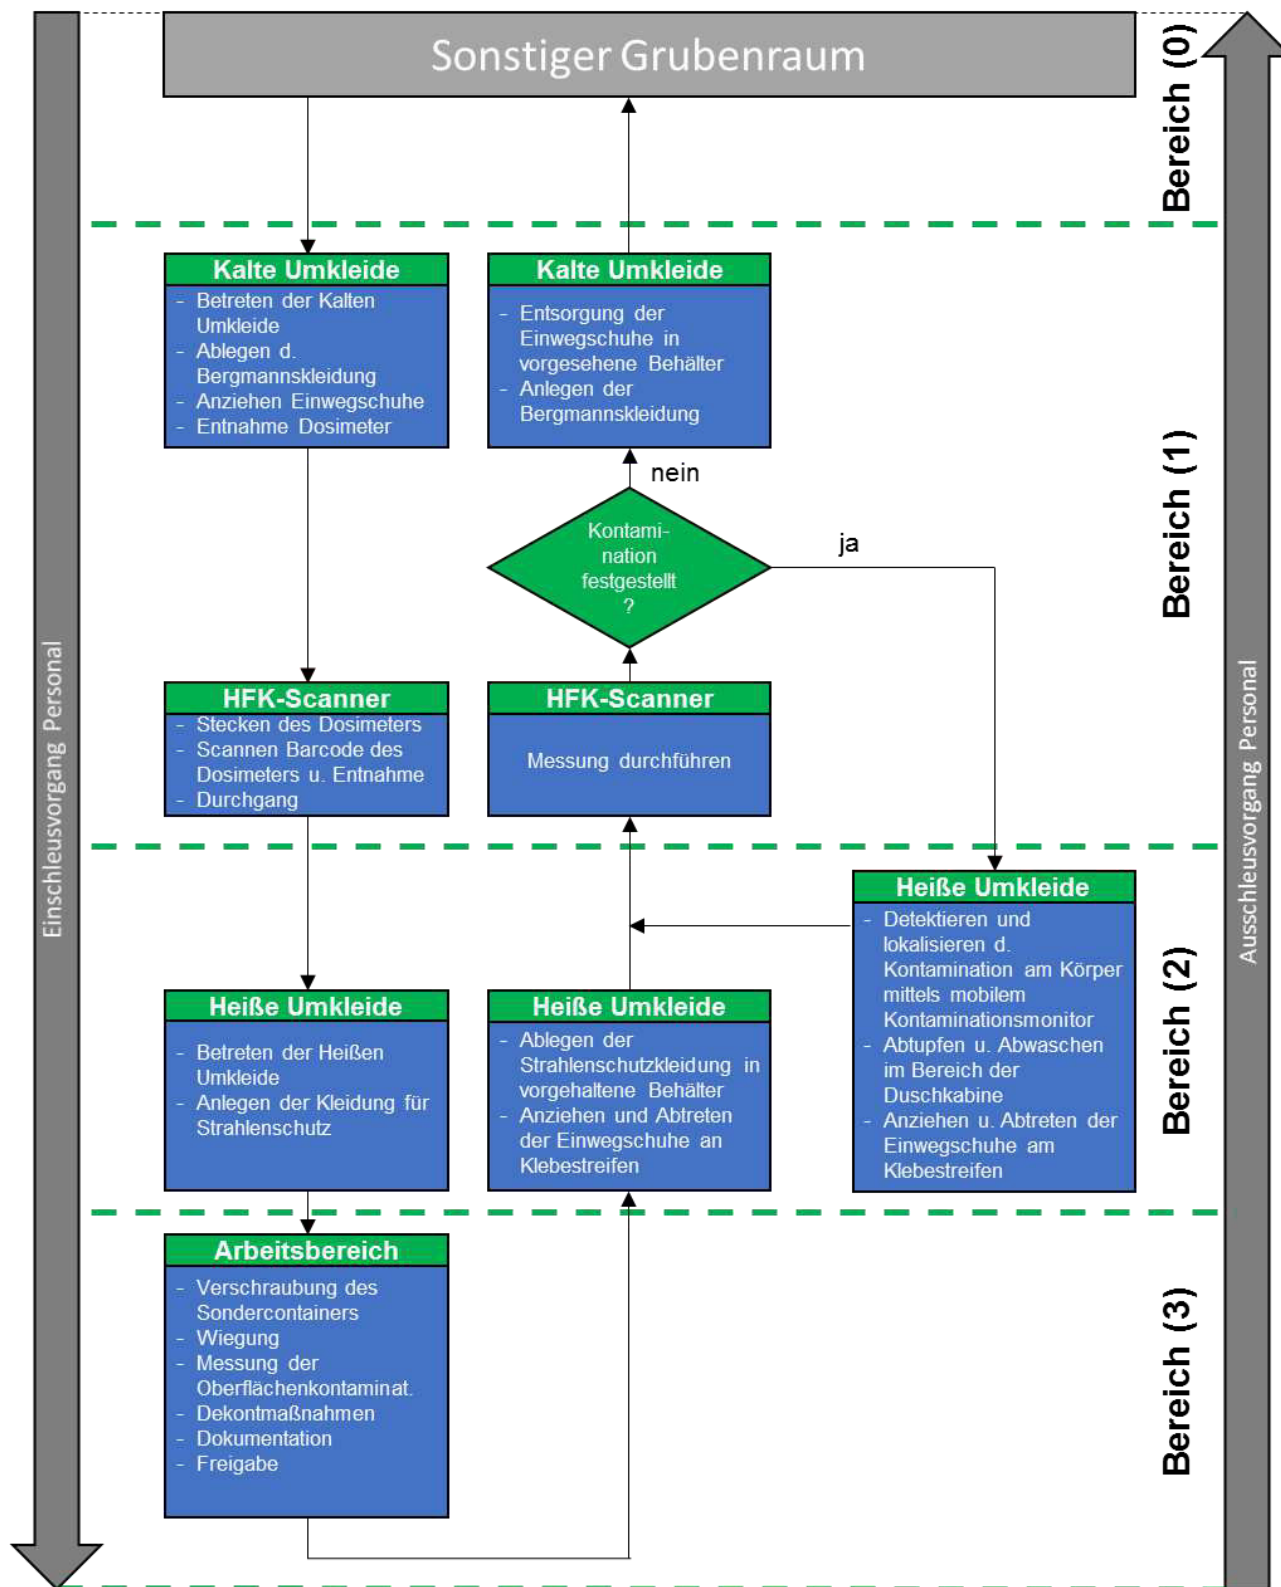 Sonstiger Grubenraum
Bereich (0)
Einschleusvorgang Personal
Ausschleusvorgang Personal
Kalte Umkleide
- Betreten der Kalten
Umkleide
- Ablegen d.
Bergmannskleidung
- Anziehen Einwegschuhe
- Entnahme Dosimeter
Kalte Umkleide
- Entsorgung der
Einwegschuhe in
vorgesehene Behälter
- Anlegen der
Bergmannskleidung
Bereich (1)
nein
Kontami-
nation
festgestellt
?
ja
HFK-Scanner
- Stecken des Dosimeters
- Scannen Barcode des
Dosimeters u. Entnahme
- Durchgang
HFK-Scanner
Messung durchführen
Heiße Umkleide
- Betreten der Heißen
Umkleide
- Anlegen der Kleidung für
Strahlenschutz
Heiße Umkleide
- Ablegen der
Strahlenschutzkleidung in
vorgehaltene Behälter
- Anziehen und Abtreten
der Einwegschuhe an
Klebestreifen
Heiße Umkleide
- Detektieren und
lokalisieren d.
Kontamination am Körper
mittels mobilem
Kontaminationsmonitor
- Abtupfen u. Abwaschen
im Bereich der
Duschkabine
- Anziehen u. Abtreten der
Einwegschuhe am
Klebestreifen
Bereich (2)
Arbeitsbereich
- Verschraubung des
Sondercontainers
- Wiegung
- Messung der
Oberflächenkontaminat.
- Dekontmaßnahmen
- Dokumentation
- Freigabe
Bereich (3)